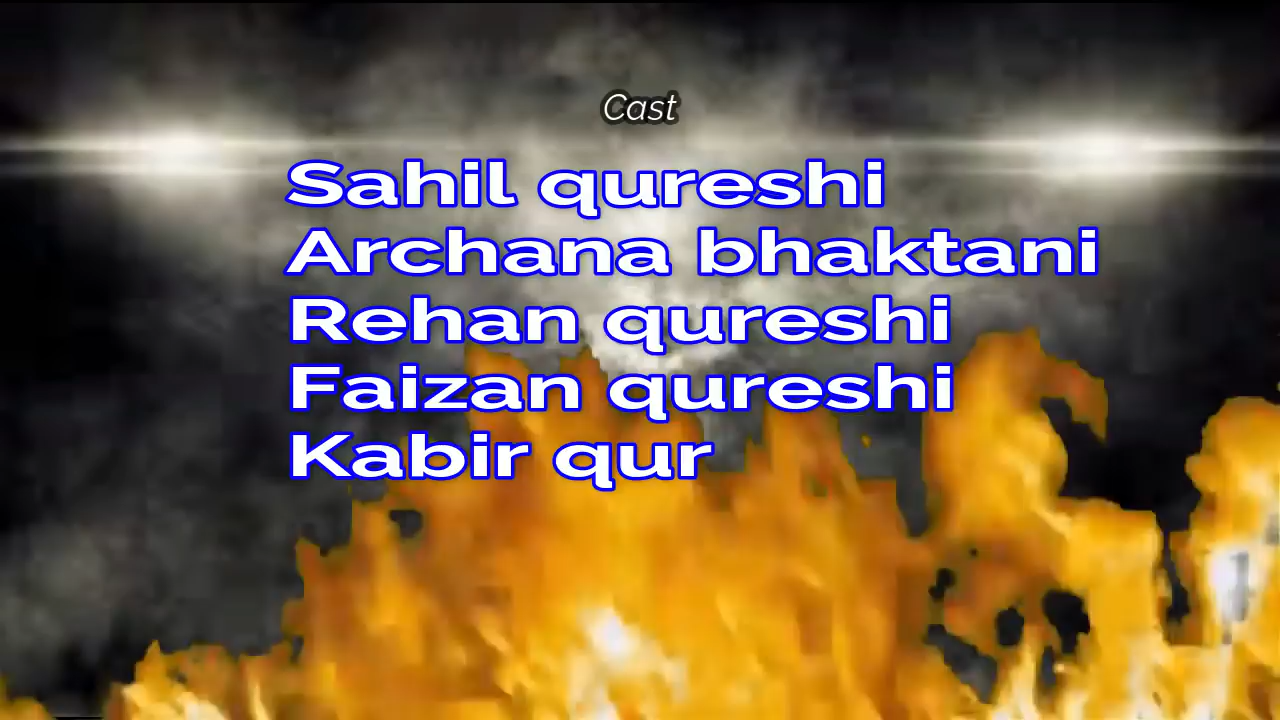 Cast
Sahil qureshi
Archana bhaktani
Rehan qureshi
Faizan qureshi
Kabir qur